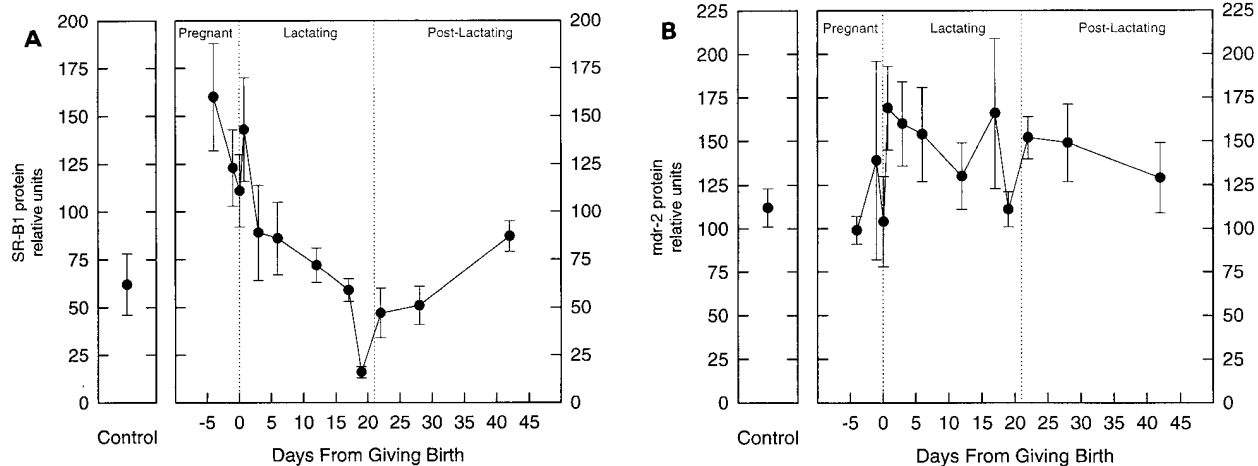 A
SR-B1 protein
relative units
200
175
150
125
100
75
50
25
0
Control
Pregnant
Lactating
Post-Lactating
200
175
150
125
100
75
50
25
0
-5 0 5 10 15 20 25 30 35 40 45
Days From Giving Birth
B
mdr-2 protein
relative units
225
200
175
150
125
100
75
50
25
0
Control
Pregnant
Lactating
Post-Lactating
225
200
175
150
125
100
75
50
25
0
-5 0 5 10 15 20 25 30 35 40 45
Days From Giving Birth